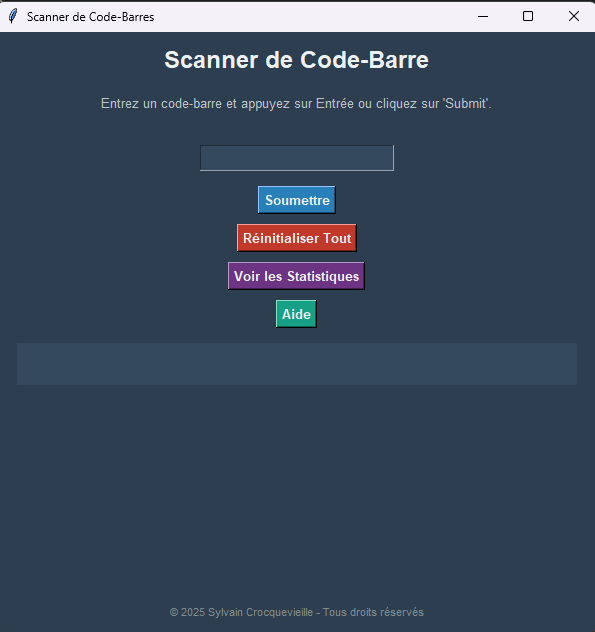 Scanner de Code-Barres
Scanner de Code-Barre
Entrez un code-barre et appuyez sur Entrée ou cliquez sur 'Submit'.
Soumettre
Réinitialiser Tout
Voir les Statistiques
Aide
© 2025 Sylvain Crocquevieille - Tous droits réservés